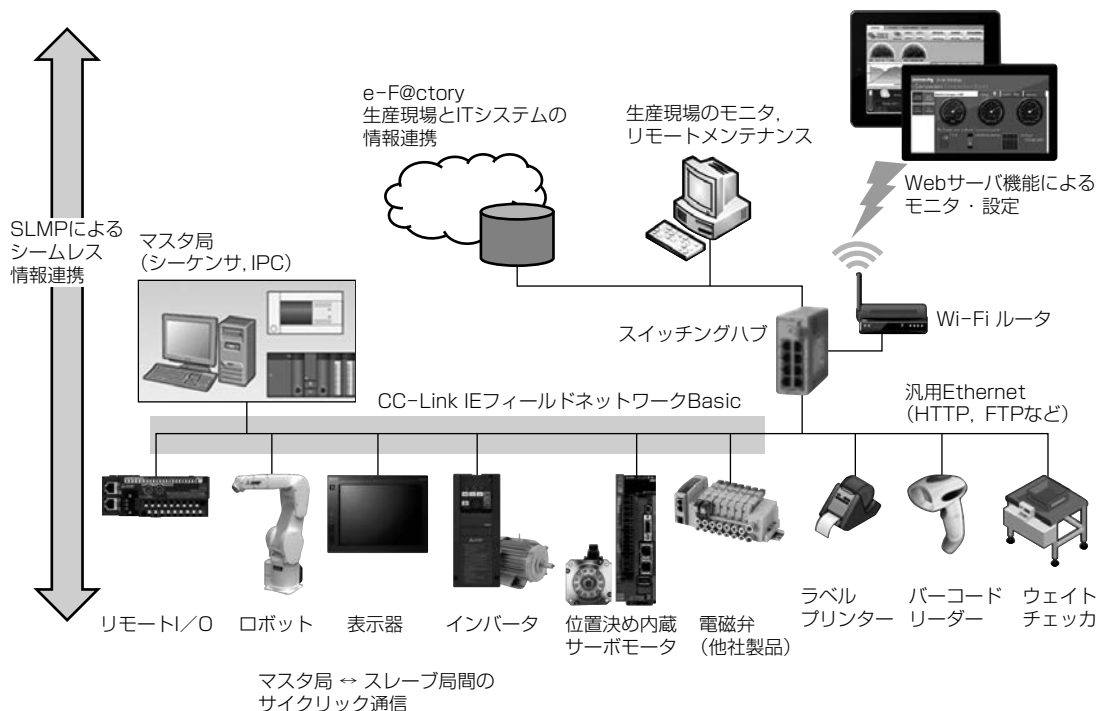 e-F@ctory
生産現場とITシステムの
情報連携
生産現場のモニタ，
リモートメンテナンス
Webサーバ機能による
モニタ・設定
SLMPによる
シームレス
情報連携
マスタ局
（シーケンサ，IPC）
スイッチングハブ
Wi-Fi ルータ
CC-Link IEフィールドネットワークBasic
汎用Ethernet
（HTTP，FTPなど）
リモートI／O
ロボット
表示器
インバータ
位置決め内蔵
サーボモータ
電磁弁
（他社製品）
ラベル
プリンター
バーコード
リーダー
ウェイト
チェッカ
マスタ局 ↔ スレーブ局間の
サイクリック通信